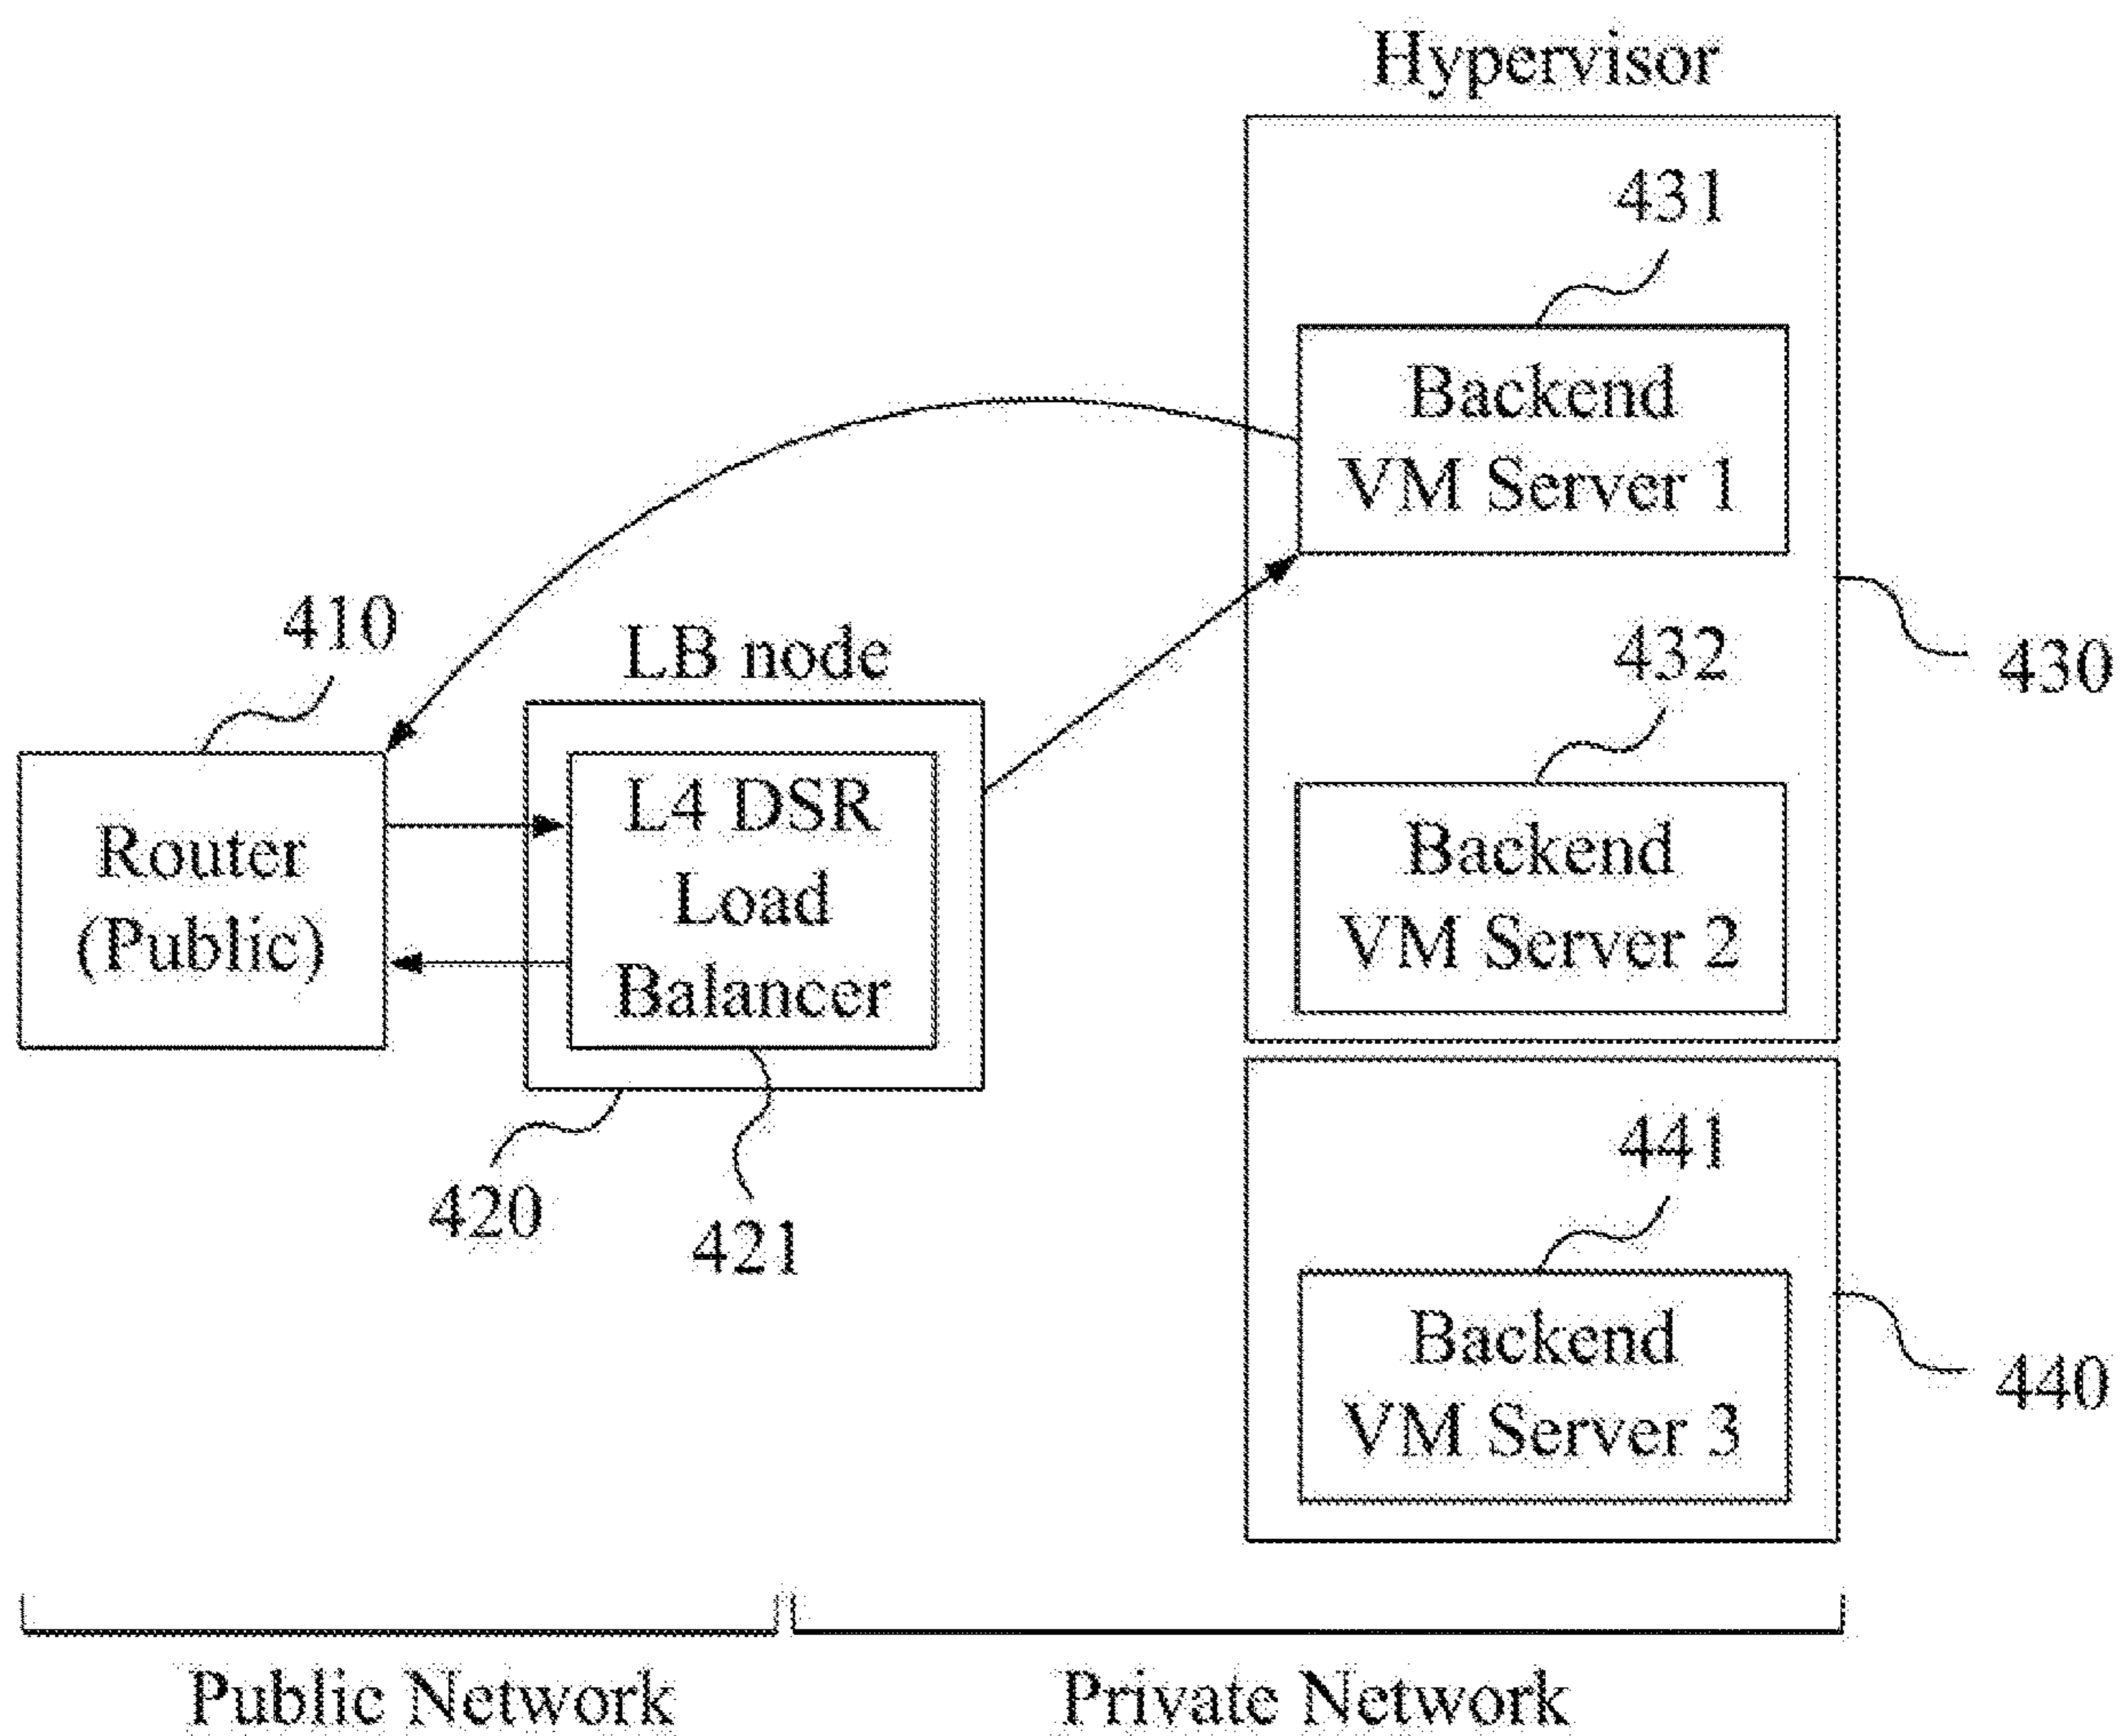 Hypervisor
431
Backend
VM Server 1
410
LB node
432
430
Router
(Public)
L4 DSR
Load
Balancer
Backend
VM Server 2
420
421
441
Backend
VM Server 3
440
Public Network
Private Network